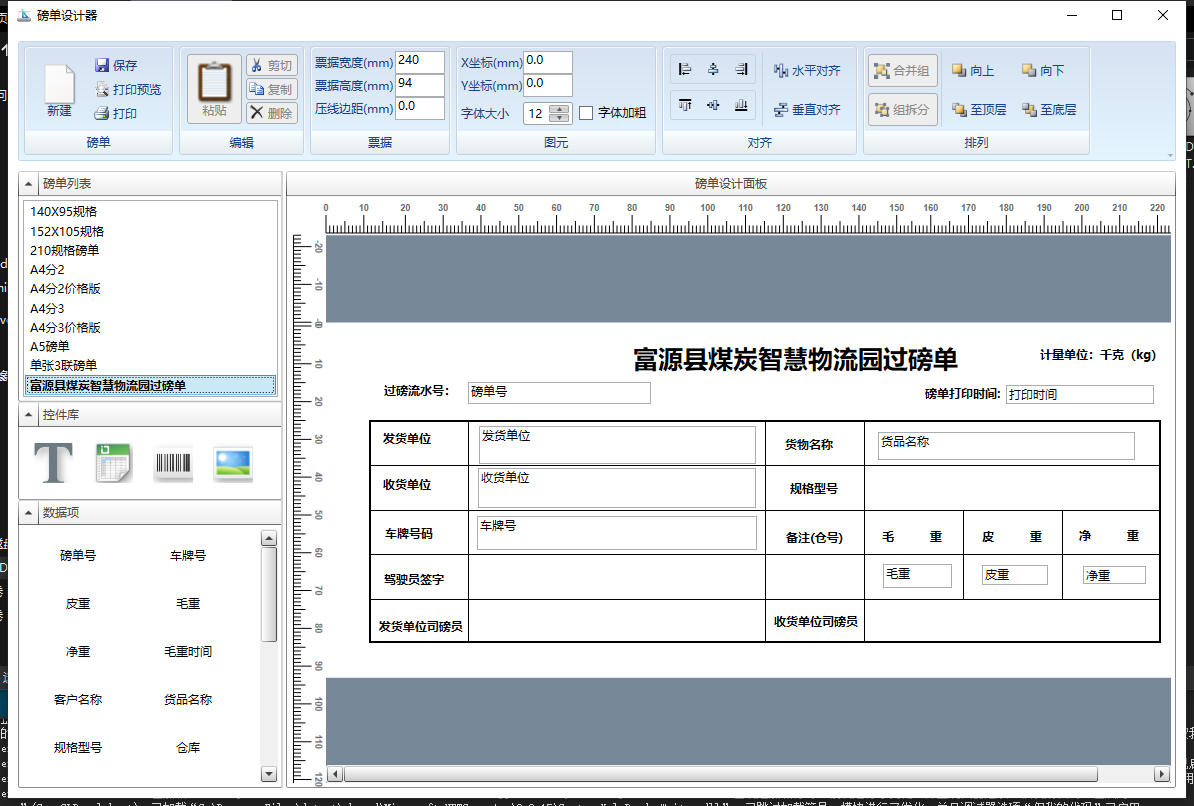 磅单设计器
新建
保存
打印预览
打印
磅单
粘贴
剪切
复制
删除
编辑
票据宽度(mm) 240
票据高度(mm) 94
压线边距(mm) 0.0
票据
X坐标(mm) 0.0
Y坐标(mm) 0.0
字体大小 12 字体加粗
图元
水平对齐
垂直对齐
对齐
合并组 向上 向下
组拆分 至顶层 至底层
排列
磅单列表
140X95规格
152X105规格
210规格磅单
A4分2
A4分2价格版
A4分3
A4分3价格版
A5磅单
单张3联磅单
富源县煤炭智慧物流园过磅单
控件库
T
数据项
磅单号 车牌号
皮重 毛重
净重 毛重时间
客户名称 货品名称
规格型号 仓库
磅单设计面板
0 10 20 30 40 50 60 70 80 90 100 110 120 130 140 150 160 170 180 190 200 210 220
-20
-10
-0
10
20
30
40
50
60
70
80
90
100
110
120
富源县煤炭智慧物流园过磅单
计量单位：千克（kg）
过磅流水号： 磅单号
磅单打印时间： 打印时间
发货单位 发货单位 货物名称 货品名称
收货单位 收货单位 规格型号
车牌号码 车牌号 备注(仓号) 毛 重 皮 重 净 重
驾驶员签字 毛重 皮重 净重
发货单位司磅员 收货单位司磅员